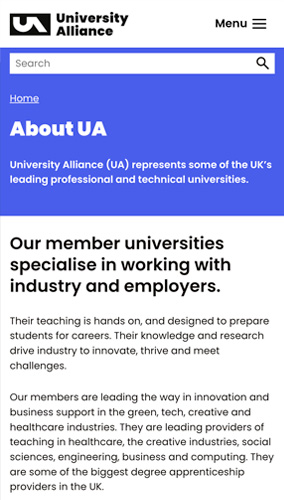 University
Alliance
Menu
Search
Home
About UA
University Alliance (UA) represents some of the UK's
leading professional and technical universities.
Our member universities
specialise in working with
industry and employers.
Their teaching is hands on, and designed to prepare
students for careers. Their knowledge and research
drive industry to innovate, thrive and meet
challenges.
Our members are leading the way in innovation and
business support in the green, tech, creative and
healthcare industries. They are leading providers of
teaching in healthcare, the creative industries, social
sciences, engineering, business and computing. They
are some of the biggest degree apprenticeship
providers in the UK.